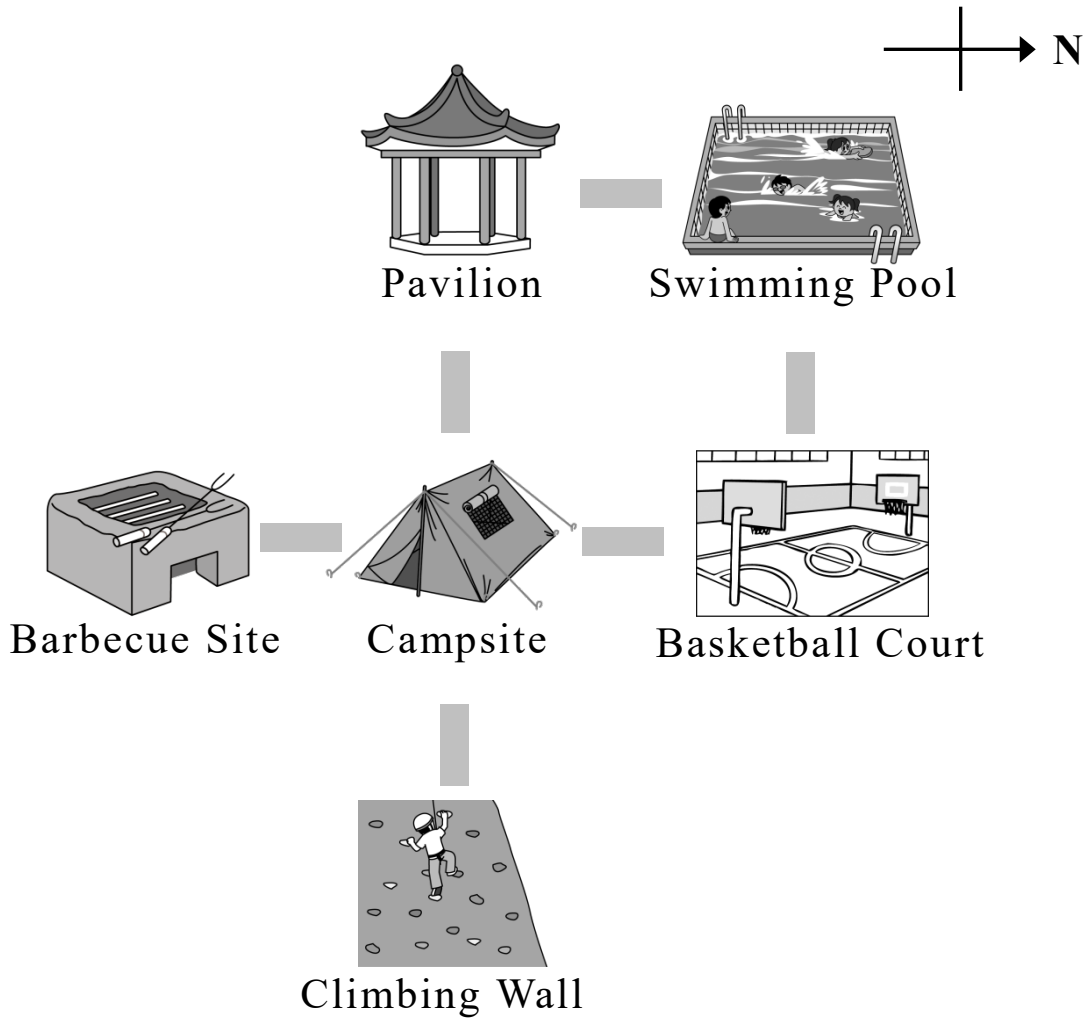 N
Pavilion
Swimming Pool
Barbecue Site
Campsite
Basketball Court
Climbing Wall